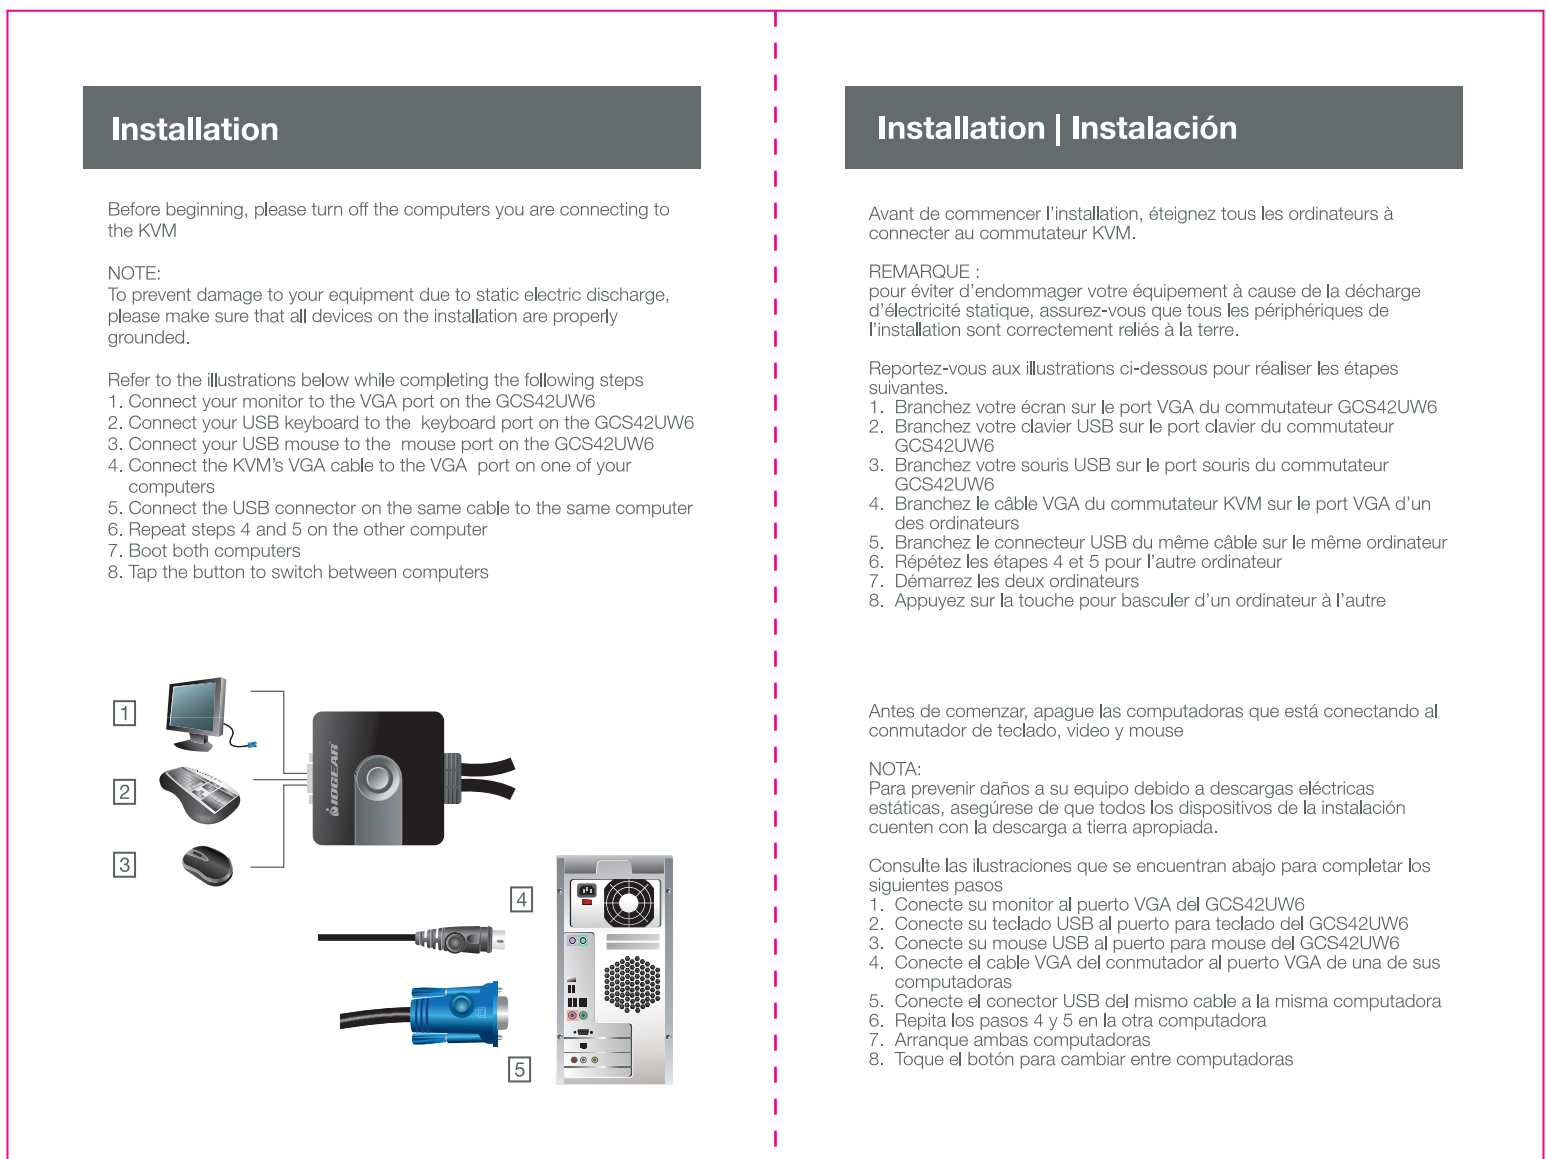 Installation
Before beginning, please turn off the computers you are connecting to
the KVM
NOTE:
To prevent damage to your equipment due to static electric discharge,
please make sure that all devices on the installation are properly
grounded.
Refer to the illustrations below while completing the following steps
1. Connect your monitor to the VGA port on the GCS42UW6
2. Connect your USB keyboard to the  keyboard port on the GCS42UW6
3. Connect your USB mouse to the  mouse port on the GCS42UW6
4. Connect the KVM's VGA cable to the VGA  port on one of your
computers
5. Connect the USB connector on the same cable to the same computer
6. Repeat steps 4 and 5 on the other computer
7. Boot both computers
8. Tap the button to switch between computers
1
2
3
IOGEAR
4
5
Installation | Instalación
Avant de commencer l'installation, éteignez tous les ordinateurs à
connecter au commutateur KVM.
REMARQUE :
pour éviter d'endommager votre équipement à cause de la décharge
d'électricité statique, assurez-vous que tous les périphériques de
l'installation sont correctement reliés à la terre.
Reportez-vous aux illustrations ci-dessous pour réaliser les étapes
suivantes.
1. Branchez votre écran sur le port VGA du commutateur GCS42UW6
2. Branchez votre clavier USB sur le port clavier du commutateur
GCS42UW6
3. Branchez votre souris USB sur le port souris du commutateur
GCS42UW6
4. Branchez le câble VGA du commutateur KVM sur le port VGA d'un
des ordinateurs
5. Branchez le connecteur USB du même câble sur le même ordinateur
6. Répétez les étapes 4 et 5 pour l'autre ordinateur
7. Démarrez les deux ordinateurs
8. Appuyez sur la touche pour basculer d'un ordinateur à l'autre
Antes de comenzar, apague las computadoras que está conectando al
conmutador de teclado, video y mouse
NOTA:
Para prevenir daños a su equipo debido a descargas eléctricas
estáticas, asegúrese de que todos los dispositivos de la instalación
cuenten con la descarga a tierra apropiada.
Consulte las ilustraciones que se encuentran abajo para completar los
siguientes pasos
1. Conecte su monitor al puerto VGA del GCS42UW6
2. Conecte su teclado USB al puerto para teclado del GCS42UW6
3. Conecte su mouse USB al puerto para mouse del GCS42UW6
4. Conecte el cable VGA del conmutador al puerto VGA de una de sus
computadoras
5. Conecte el conector USB del mismo cable a la misma computadora
6. Repita los pasos 4 y 5 en la otra computadora
7. Arranque ambas computadoras
8. Toque el botón para cambiar entre computadoras